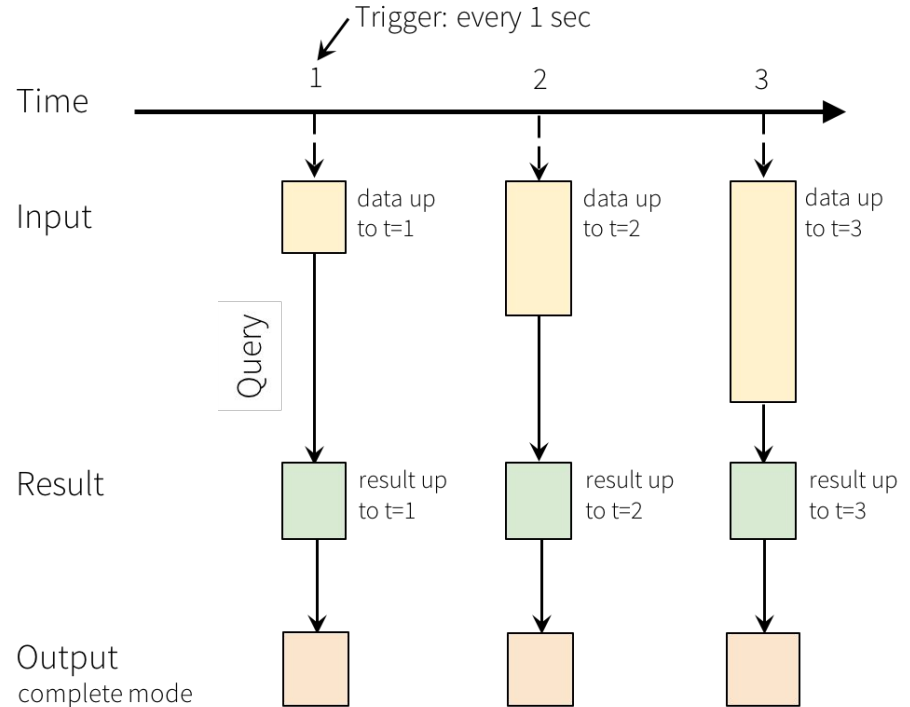 Trigger: every 1 sec
1
2
3
Time
Input
data up
to t=1
data up
to t=2
data up
to t=3
Query
Result
result up
to t=1
result up
to t=2
result up
to t=3
Output
complete mode